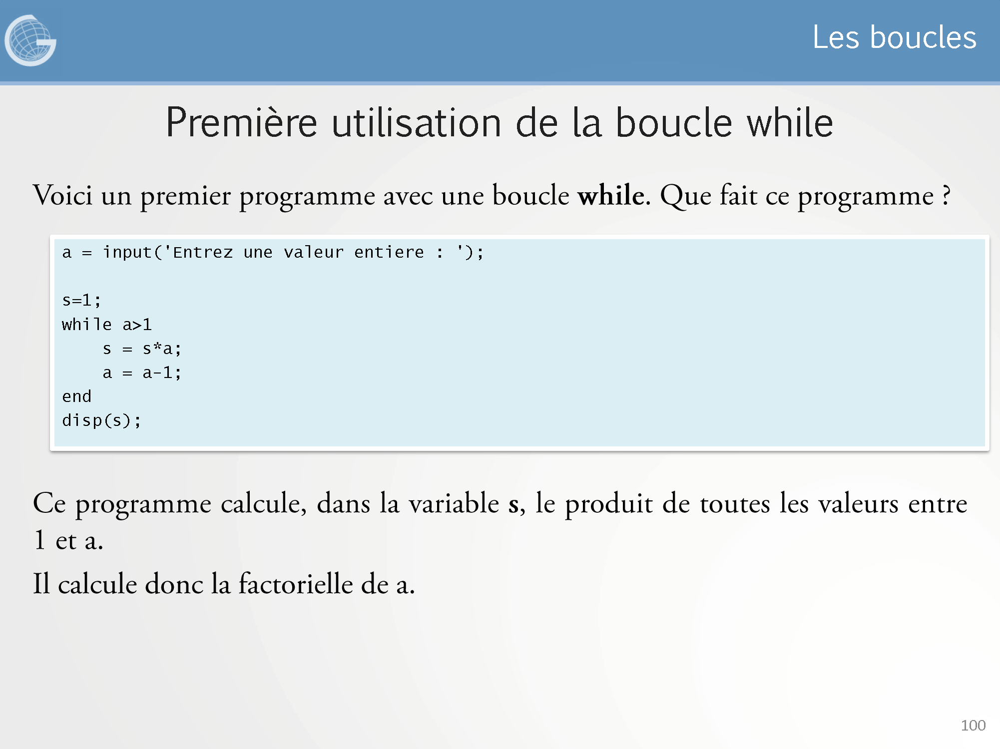 Les boucles
Première utilisation de la boucle while
Voici un premier programme avec une boucle while. Que fait ce programme ?
a = input('Entrez une valeur entiere : ');
s=1;
while a>1
    s = s*a;
    a = a-1;
end
disp(s);
Ce programme calcule, dans la variable s, le produit de toutes les valeurs entre
1 et a.
Il calcule donc la factorielle de a.
100